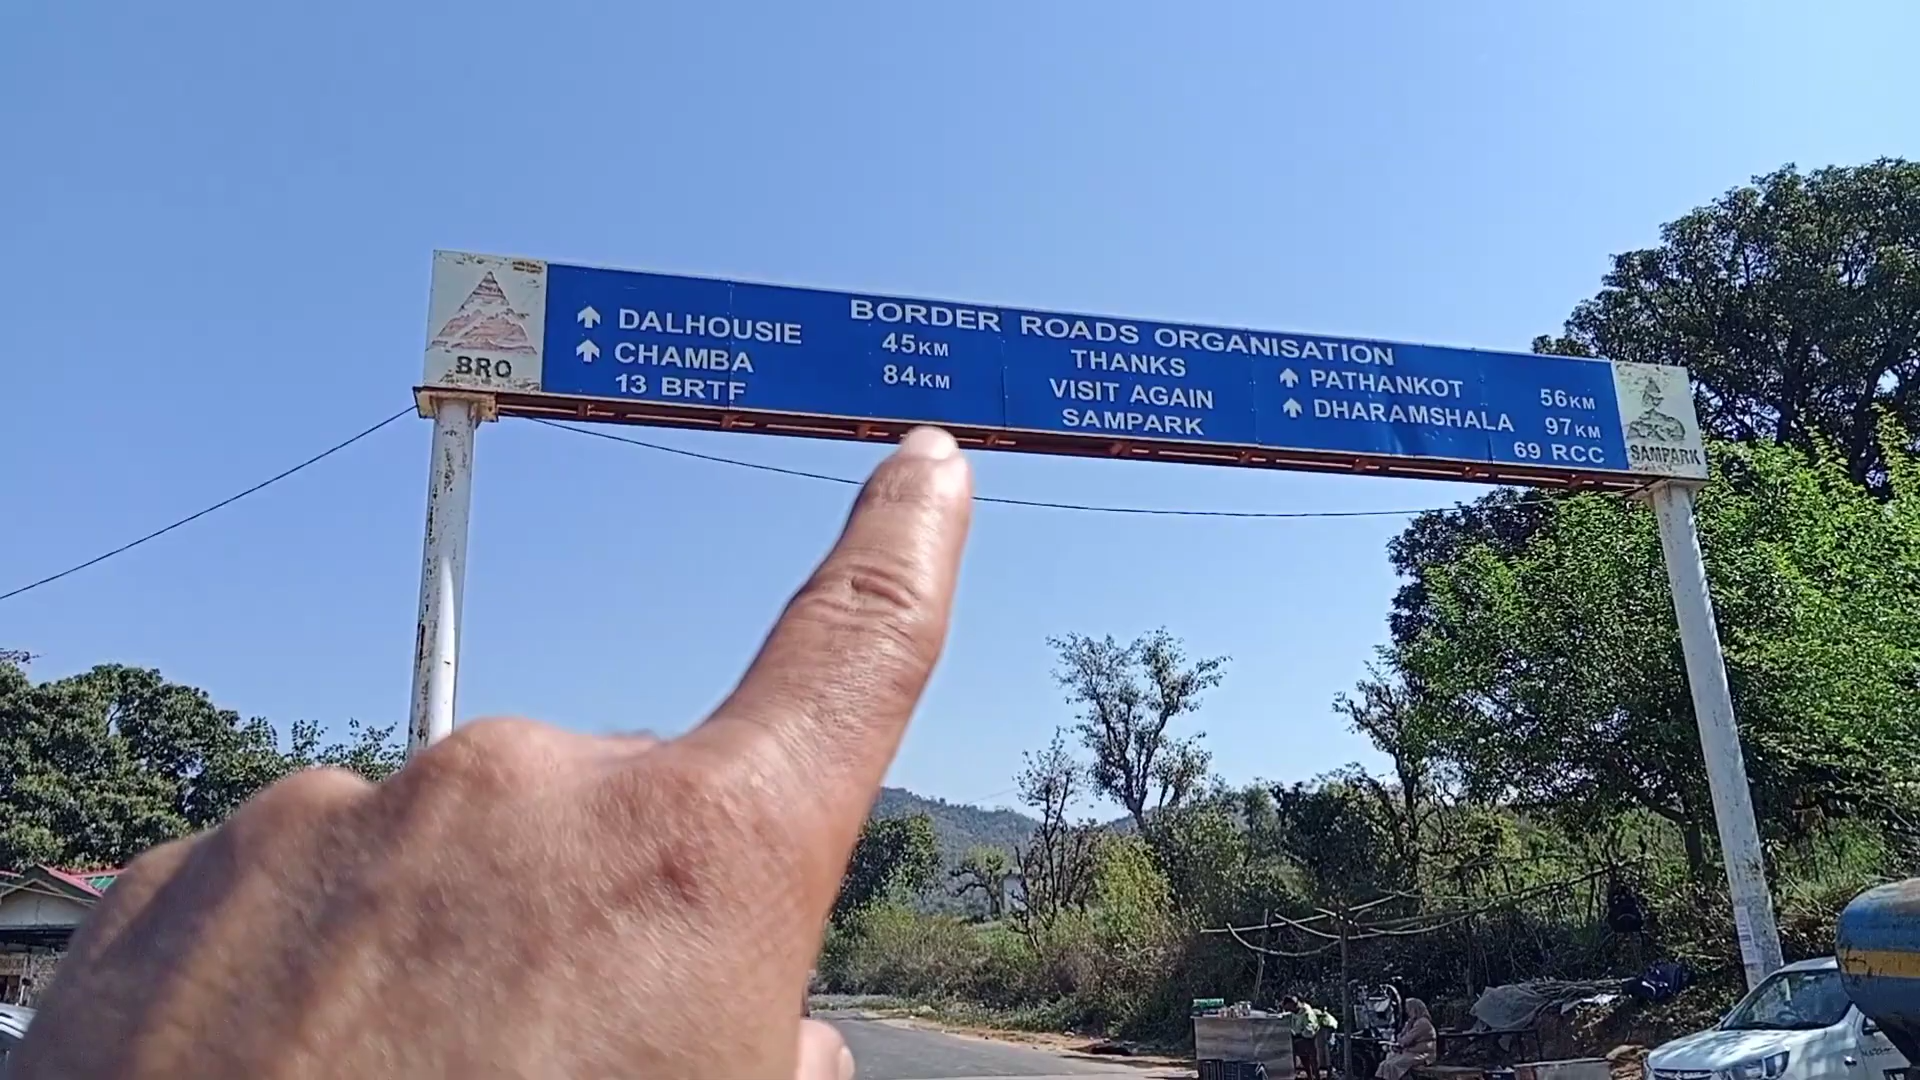 BORDER ROADS ORGANISATION
DALHOUSIE 45KM
CHAMBA 84KM
13 BRTF
THANKS
VISIT AGAIN
SAMPARK
PATHANKOT 56KM
DHARAMSHALA 97KM
69 RCC
BRO
SAMPARK